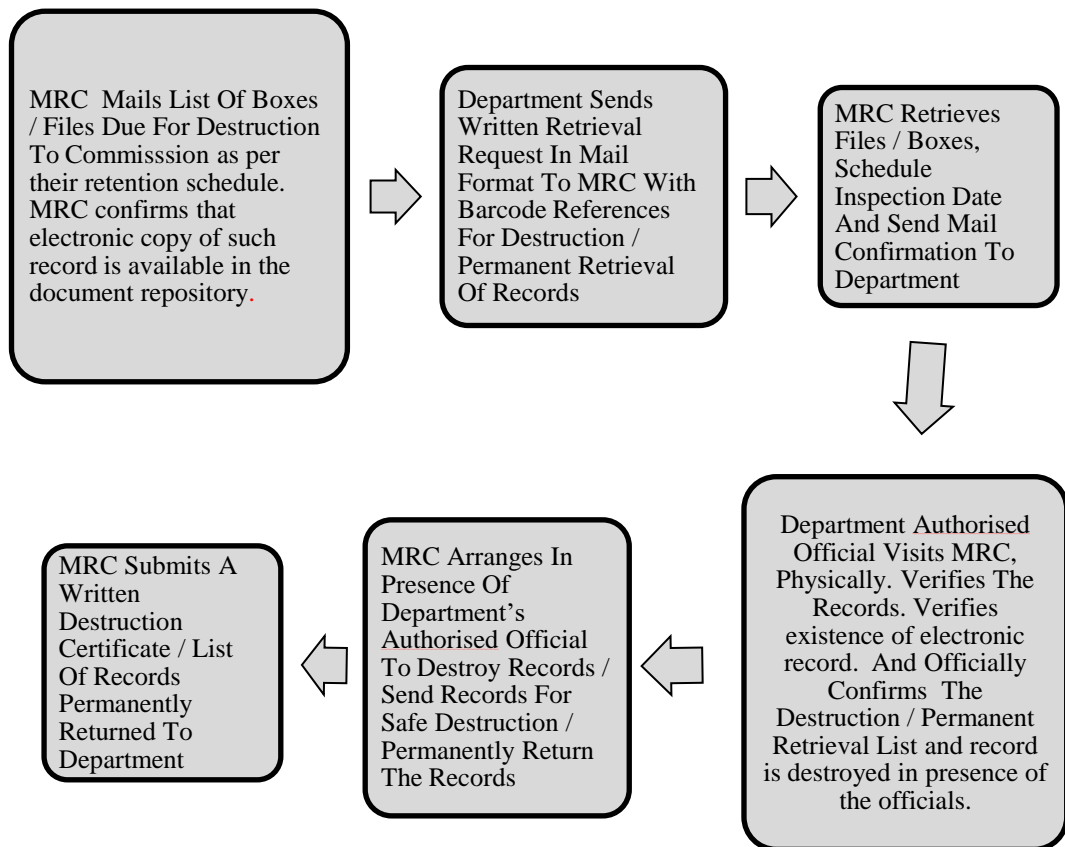 MRC Mails List Of Boxes
/ Files Due For Destruction
To Commisssion as per
their retention schedule.
MRC confirms that
electronic copy of such
record is available in the
document repository.
Department Sends
Written Retrieval
Request In Mail
Format To MRC With
Barcode References
For Destruction /
Permanent Retrieval
Of Records
MRC Retrieves
Files / Boxes,
Schedule
Inspection Date
And Send Mail
Confirmation To
Department
Department Authorised
Official Visits MRC,
Physically. Verifies The
Records. Verifies
existence of electronic
record. And Officially
Confirms The
Destruction / Permanent
Retrieval List and record
is destroyed in presence of
the officials.
MRC Arranges In
Presence Of
Department’s
Authorised Official
To Destroy Records /
Send Records For
Safe Destruction /
Permanently Return
The Records
MRC Submits A
Written
Destruction
Certificate / List
Of Records
Permanently
Returned To
Department